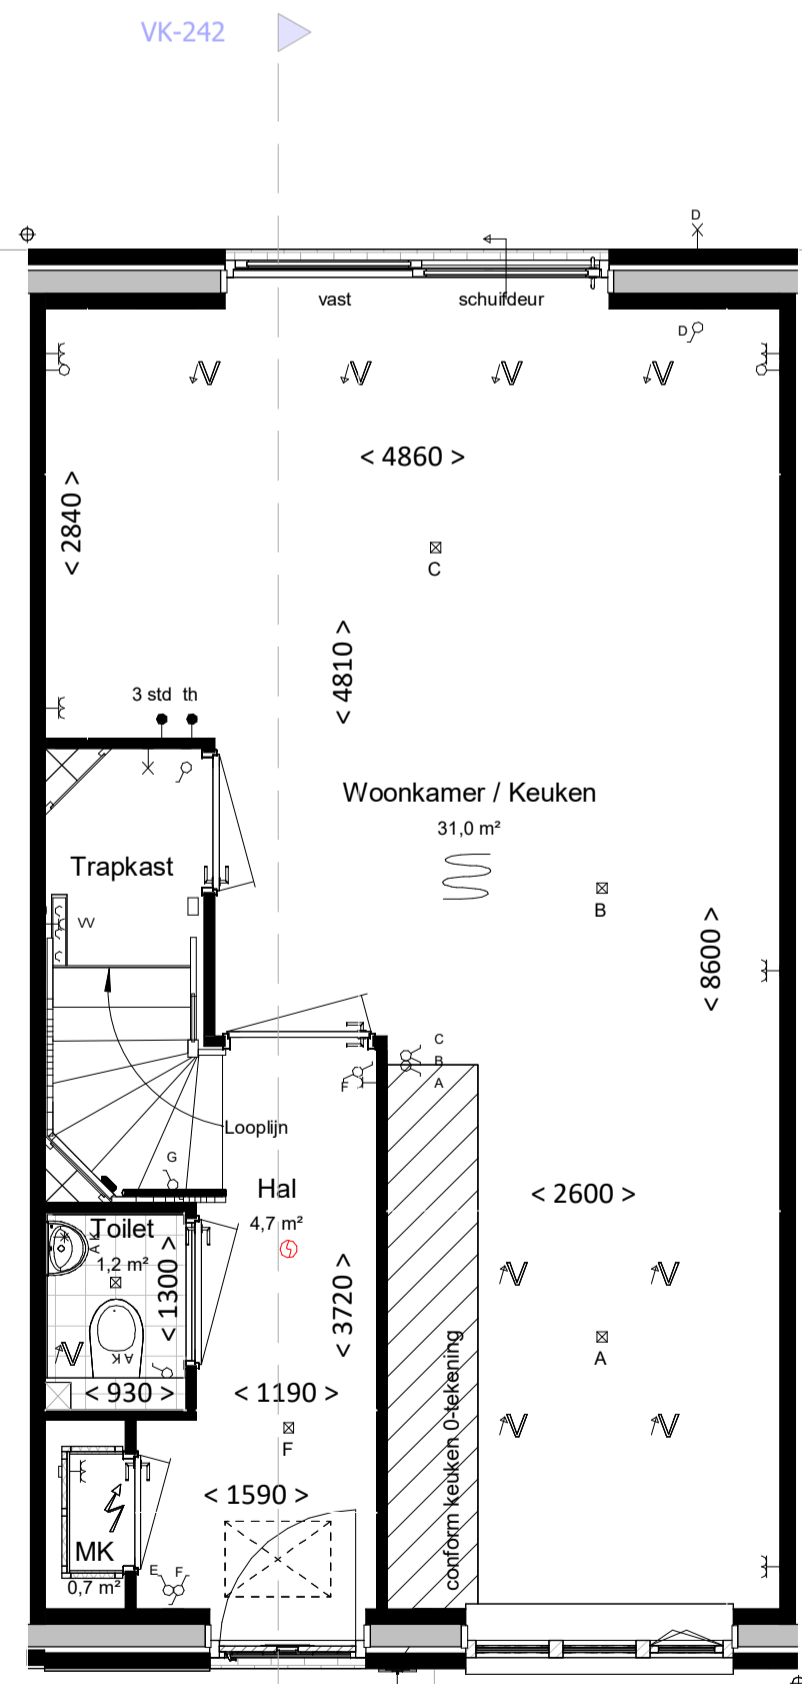 VK-242
D
vast
schuifdeur
D
V
V
V
V
< 4860 >
< 2840 >
C
< 4810 >
3 std
th
Woonkamer / Keuken
31,0 m²
Trapkast
B
VV
< 8600 >
C
B
A
F
Looplijn
G
Hal
4,7 m²
< 2600 >
Toilet
AK
1,2 m²
< 1300 >
V
V
< 3720 >
A
V
AK
< 930 >
< 1190 >
V
V
F
conform keuken 0-tekening
< 1590 >
MK
0,7 m²
E
F